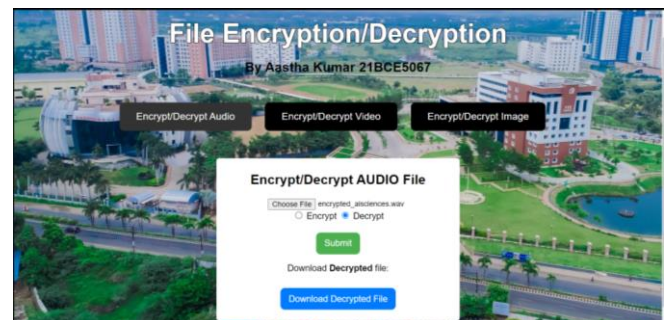 File Encryption/Decryption
By Aastha Kumar 21BCE5067
Encrypt/Decrypt Audio
Encrypt/Decrypt Video
Encrypt/Decrypt Image
Encrypt/Decrypt AUDIO File
Choose File encrypted_aisciences.wav
Encrypt Decrypt
Submit
Download Decrypted file:
Download Decrypted File